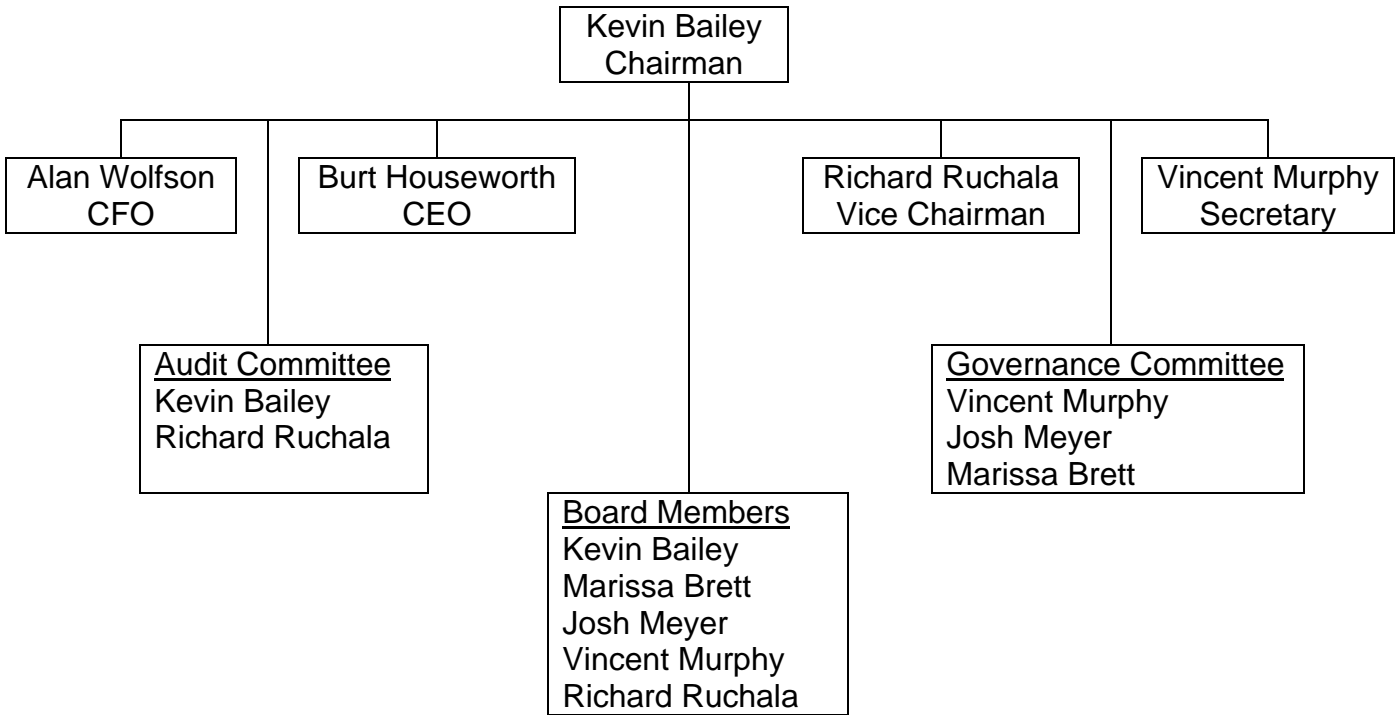 Kevin Bailey
Chairman
Alan Wolfson
CFO
Burt Houseworth
CEO
Richard Ruchala
Vice Chairman
Vincent Murphy
Secretary
Audit Committee
Kevin Bailey
Richard Ruchala
Governance Committee
Vincent Murphy
Josh Meyer
Marissa Brett
Board Members
Kevin Bailey
Marissa Brett
Josh Meyer
Vincent Murphy
Richard Ruchala